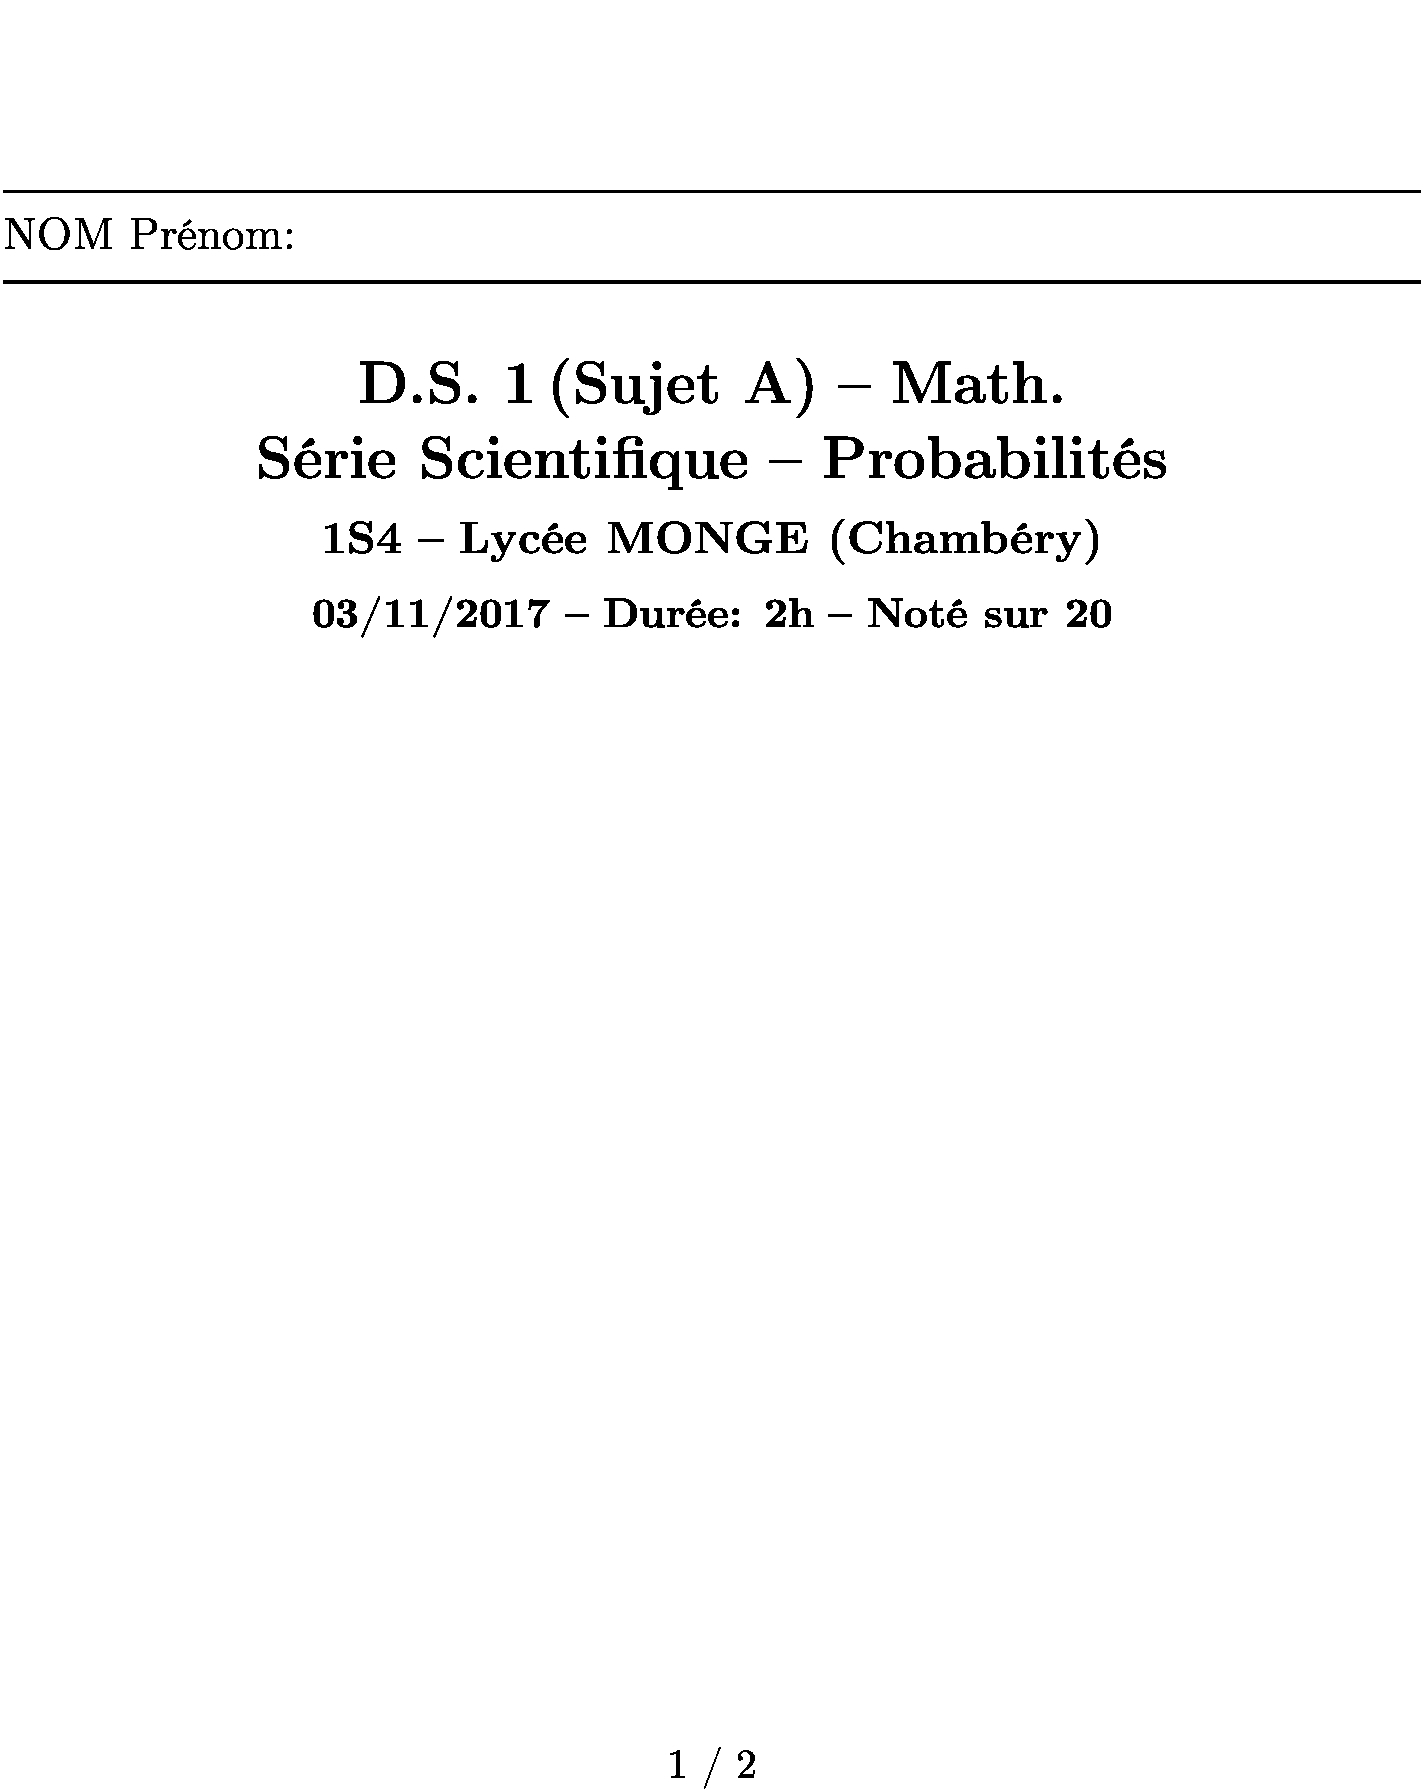 NOM Prénom:
D.S. 1 (Sujet A) – Math.
Série Scientifique – Probabilités
1S4 – Lycée MONGE (Chambéry)
03/11/2017 – Durée: 2h – Noté sur 20
1 / 2